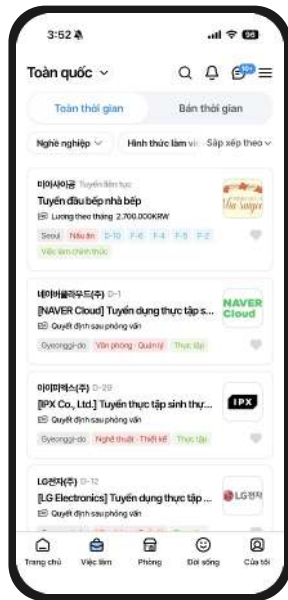 3:52
Toàn quốc
10+
Toàn thời gian
Bán thời gian
Nghề nghiệp
Hình thức làm vi
Sắp xếp theo
미아사이공 Tuyển liên tục
Tuyển đầu bếp nhà bếp
Lương theo tháng 2.700.000KRW
Seoul Nấu ăn D-10 F-6 F-4 F-5 F-2
Việc làm chính thức
네이버클라우드(주) D-1
[NAVER Cloud] Tuyển dụng thực tập s...
NAVER
Cloud
Quyết định sau phỏng vấn
Gyeonggi-do Văn phòng · Quản lý Thực tập
아이피엑스(주) D-29
[IPX Co., Ltd.] Tuyển thực tập sinh thự...
IPX
Quyết định sau phỏng vấn
Gyeonggi-do Nghệ thuật · Thiết kế Thực tập
LG전자(주) D-12
[LG Electronics] Tuyển dụng thực tập ...
LG전자
Quyết định sau phỏng vấn
Trang chủ Việc làm Phòng Đời sống Của tôi